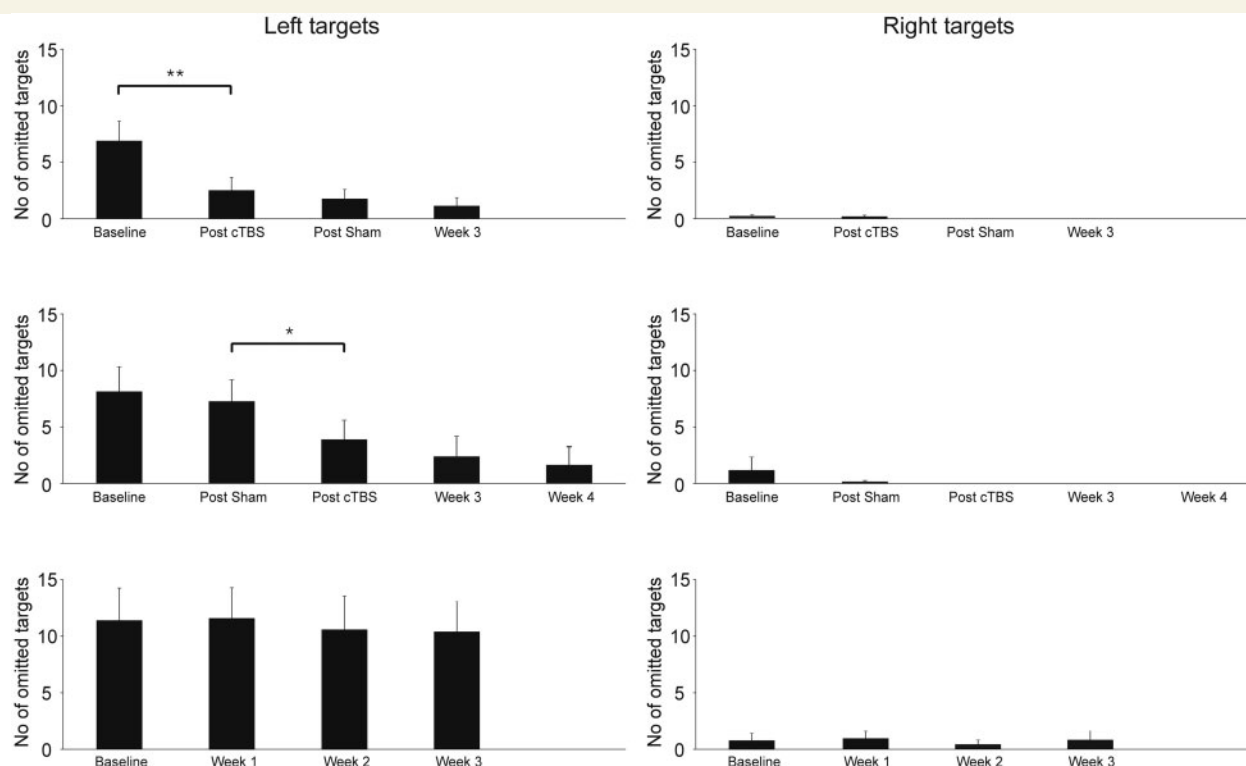 Left targets
No of omitted targets
15
10
5
0
**
Baseline Post cTBS Post Sham Week 3
Right targets
No of omitted targets
15
10
5
0
Baseline Post cTBS Post Sham Week 3
No of omitted targets
15
10
5
0
*
Baseline Post Sham Post cTBS Week 3 Week 4
No of omitted targets
15
10
5
0
Baseline Post Sham Post cTBS Week 3 Week 4
No of omitted targets
15
10
5
0
Baseline Week 1 Week 2 Week 3
No of omitted targets
15
10
5
0
Baseline Week 1 Week 2 Week 3